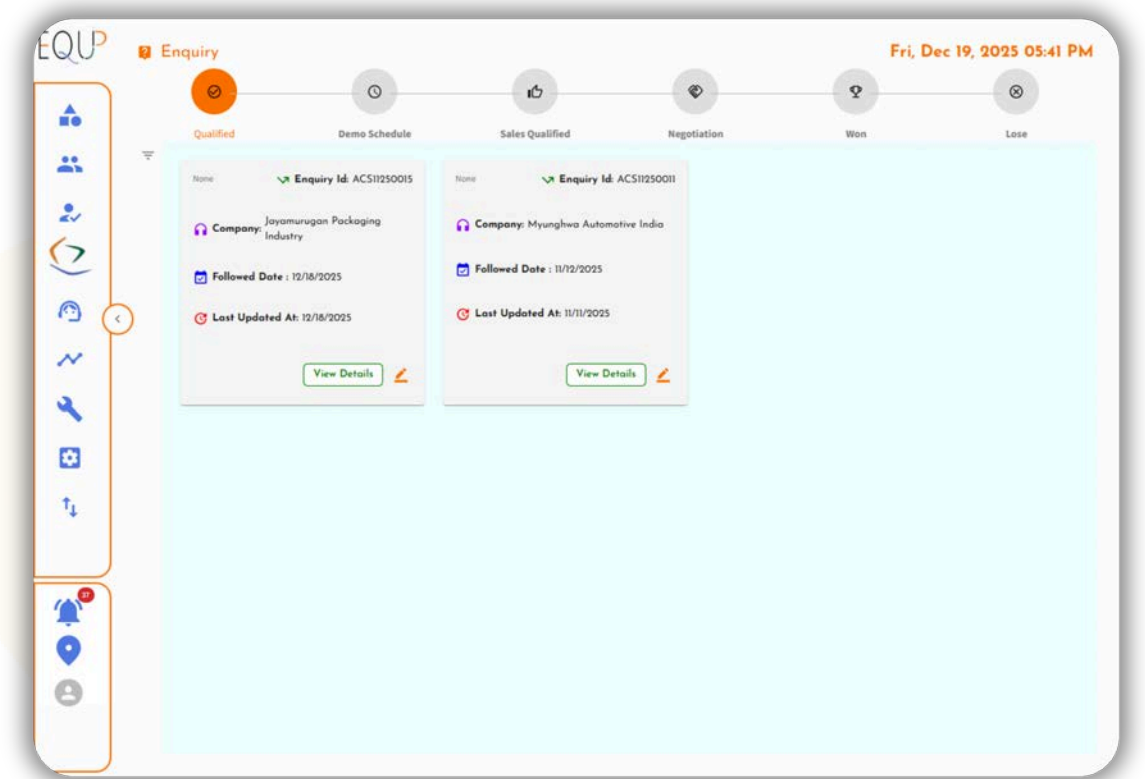 EQUP
Enquiry
Fri, Dec 19, 2025 05:41 PM
Qualified
Demo Schedule
Sales Qualified
Negotiation
Won
Lose
None
Enquiry Id: ACS11250015
Company: Jayamurugan Packaging
Industry
Followed Date : 12/18/2025
Last Updated At: 12/18/2025
View Details
None
Enquiry Id: ACS11250011
Company: Myunghwa Automotive India
Followed Date : 11/12/2025
Last Updated At: 11/11/2025
View Details
37